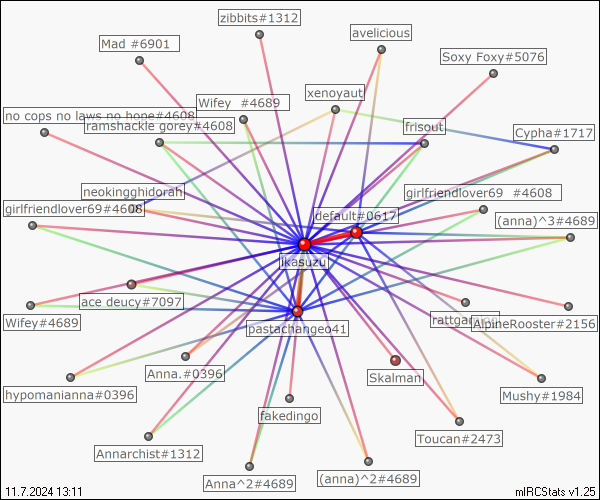 zibbits#1312
avelicious
Mad #6901
Soxy Foxy#5076
xenoyaut
Wifey #4689
no cops no laws no hope#4608
ramshackle gorey#4608
frisout
Cypha#1717
neokingghidorah
girlfriendlover69 #4608
girlfriendlover69#4608
default#0617
(anna)^3#4689
ikasuzu
ace deucy#7097
Wifey#4689
AlpineRooster#2156
pastachangeo41
Anna.#0396
Skalman
hypomanianna#0396
Mushy#1984
fakedingo
Toucan#2473
Annarchist#1312
Anna^2#4689
(anna)^2#4689
11.7.2024 13:11
mIRCStats v1.25